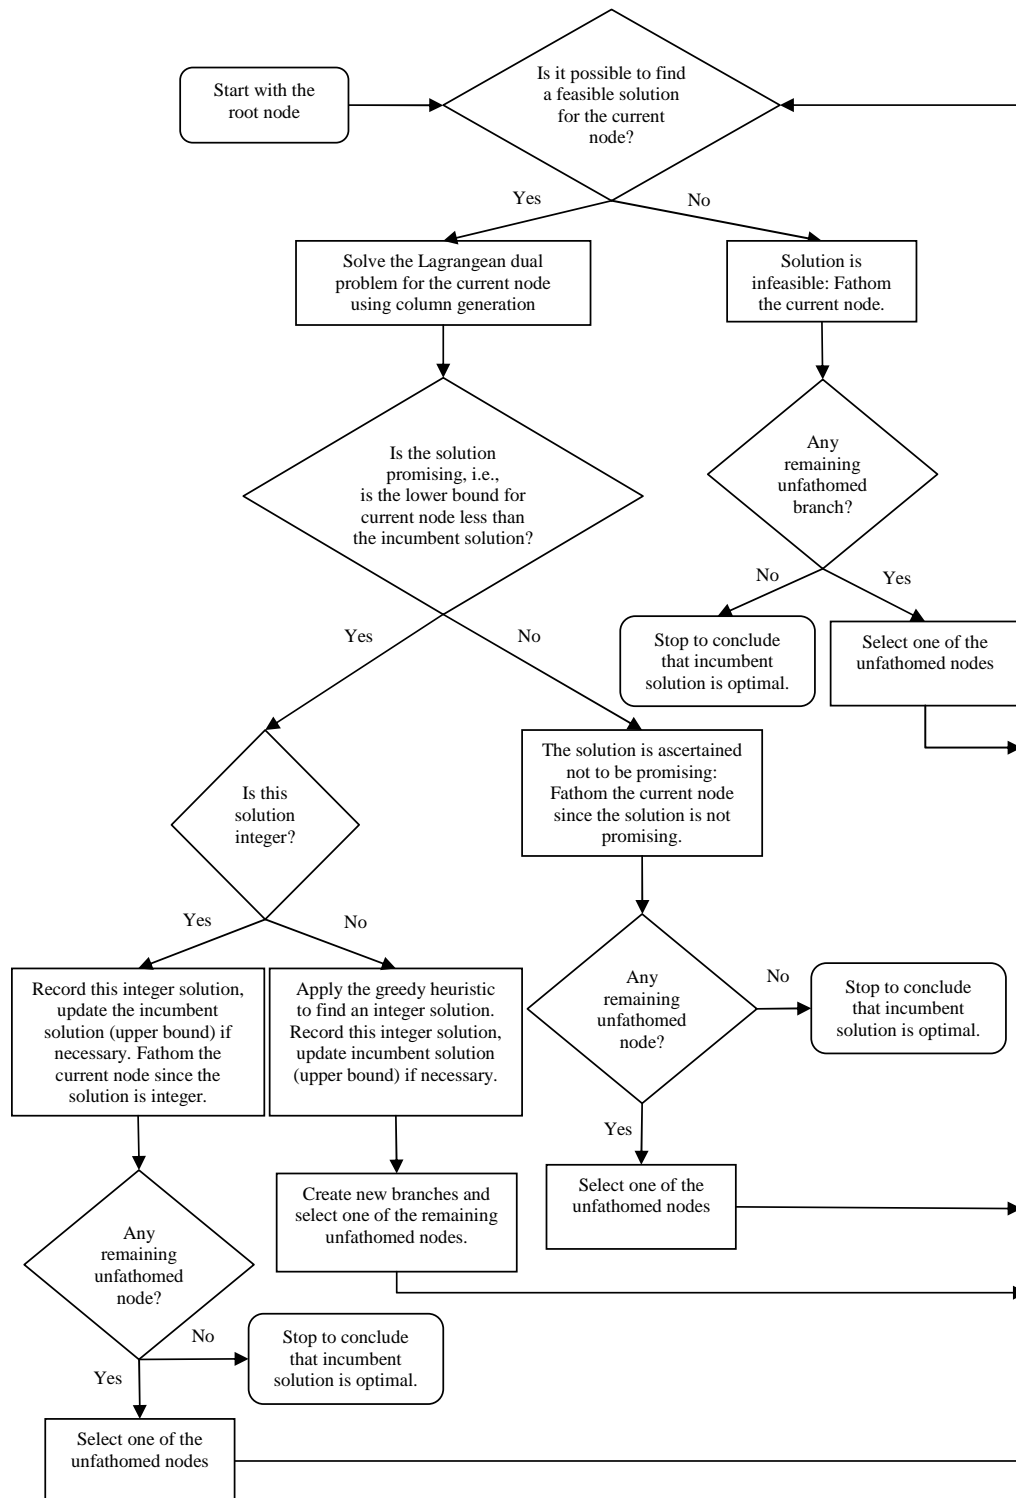 Start with the
root node
Is it possible to find
a feasible solution
for the current
node?
Yes
No
Solve the Lagrangean dual
problem for the current node
using column generation
Solution is
infeasible: Fathom
the current node.
Is the solution
promising, i.e.,
is the lower bound for
current node less than
the incumbent solution?
Any
remaining
unfathomed
branch?
No
Yes
Stop to conclude
that incumbent
solution is optimal.
Select one of the
unfathomed nodes
Yes
No
The solution is ascertained
not to be promising:
Fathom the current node
since the solution is not
promising.
Is this
solution
integer?
Yes
No
Record this integer solution,
update the incumbent
solution (upper bound) if
necessary. Fathom the
current node since the
solution is integer.
Apply the greedy heuristic
to find an integer solution.
Record this integer solution,
update incumbent solution
(upper bound) if necessary.
Any
remaining
unfathomed
node?
No
Stop to conclude
that incumbent
solution is optimal.
Yes
Select one of the
unfathomed nodes
Create new branches and
select one of the remaining
unfathomed nodes.
Any
remaining
unfathomed
node?
No
Stop to conclude
that incumbent
solution is optimal.
Yes
Select one of the
unfathomed nodes